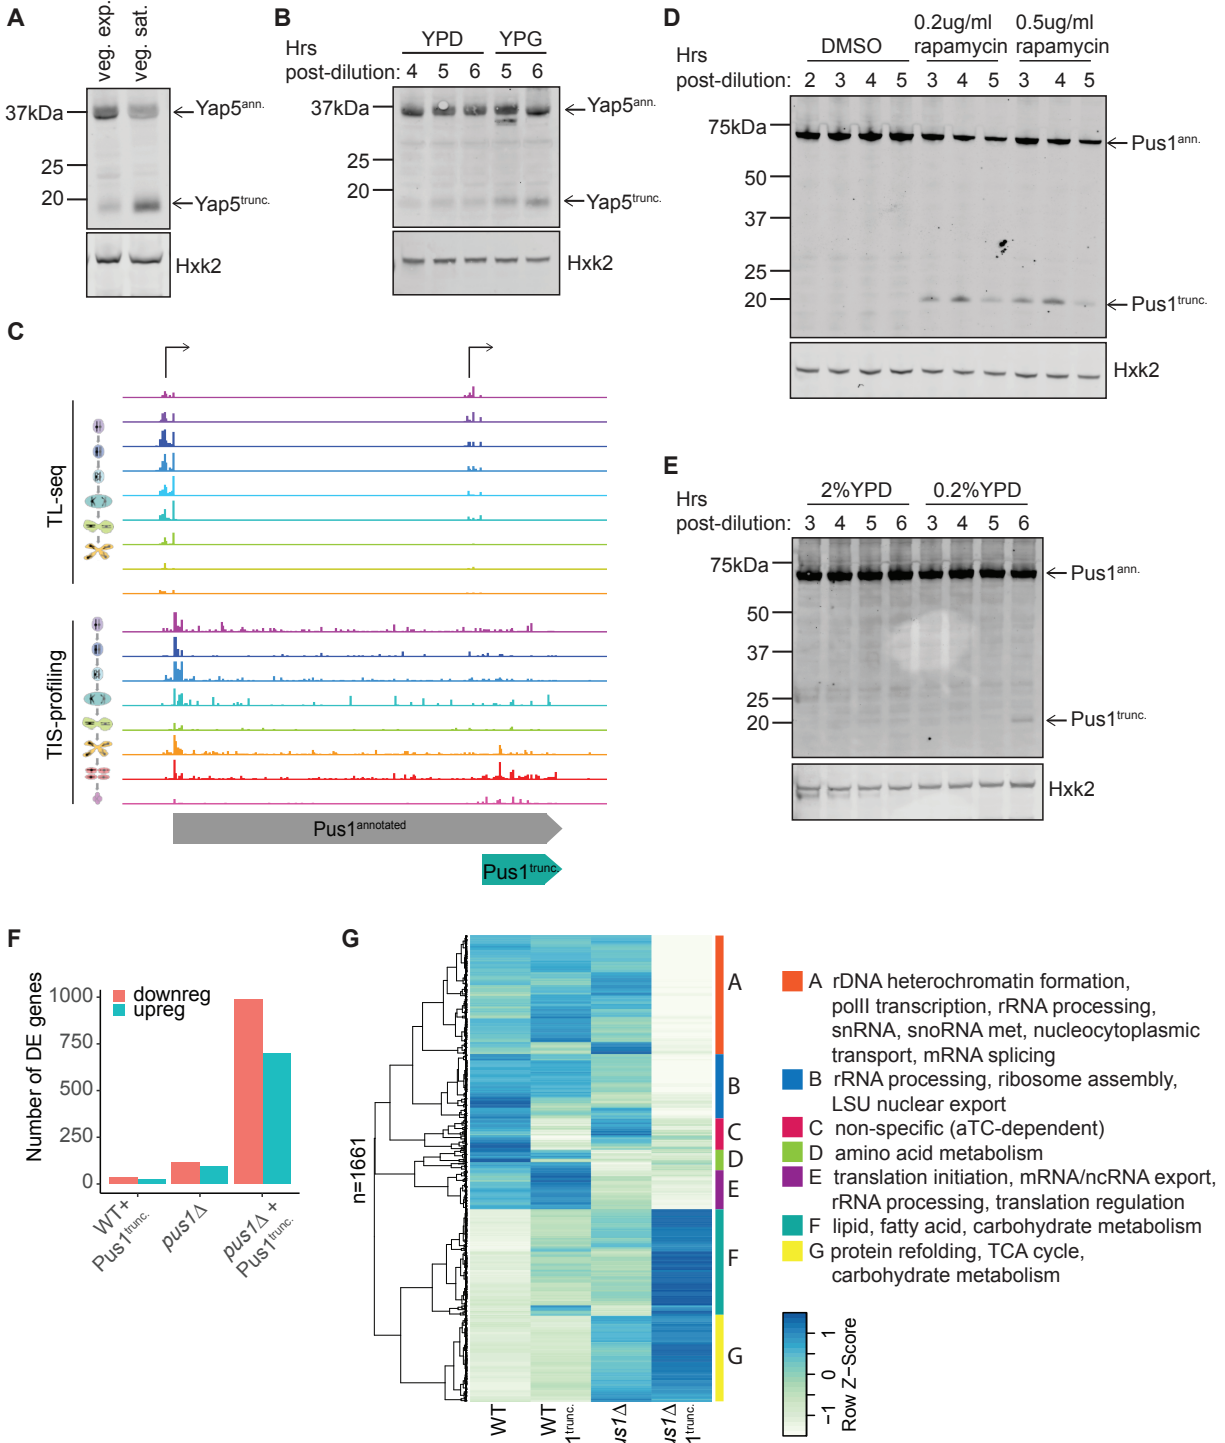 A
veg. exp.
veg. sat.
37kDa
25
20
Yap5ann.
Yap5trunc.
Hxk2
B
Hrs
post-dilution:
YPD YPG
4 5 6 5 6
37kDa
25
20
Yap5ann.
Yap5trunc.
Hxk2
C
TL-seq
TIS-profiling
Pus1annotated
Pus1trunc.
D
Hrs
post-dilution:
DMSO
0.2ug/ml
rapamycin
0.5ug/ml
rapamycin
2 3 4 5 3 4 5 3 4 5
75kDa
50
37
25
20
Pus1ann.
Pus1trunc.
Hxk2
E
Hrs
post-dilution:
2%YPD 0.2%YPD
3 4 5 6 3 4 5 6
75kDa
50
37
25
20
Pus1ann.
Pus1trunc.
Hxk2
F
Number of DE genes
1000
750
500
250
0
downreg
upreg
WT+
Pus1trunc.
pus1Δ
pus1Δ +
Pus1trunc.
G
n=1661
A
B
C
D
E
F
G
WT
WT
1trunc.
us1Δ
us1Δ
1trunc.
A rDNA heterochromatin formation,
polII transcription, rRNA processing,
snRNA, snoRNA met, nucleocytoplasmic
transport, mRNA splicing
B rRNA processing, ribosome assembly,
LSU nuclear export
C non-specific (aTC-dependent)
D amino acid metabolism
E translation initiation, mRNA/ncRNA export,
rRNA processing, translation regulation
F lipid, fatty acid, carbohydrate metabolism
G protein refolding, TCA cycle,
carbohydrate metabolism
−1 0 1
Row Z−Score